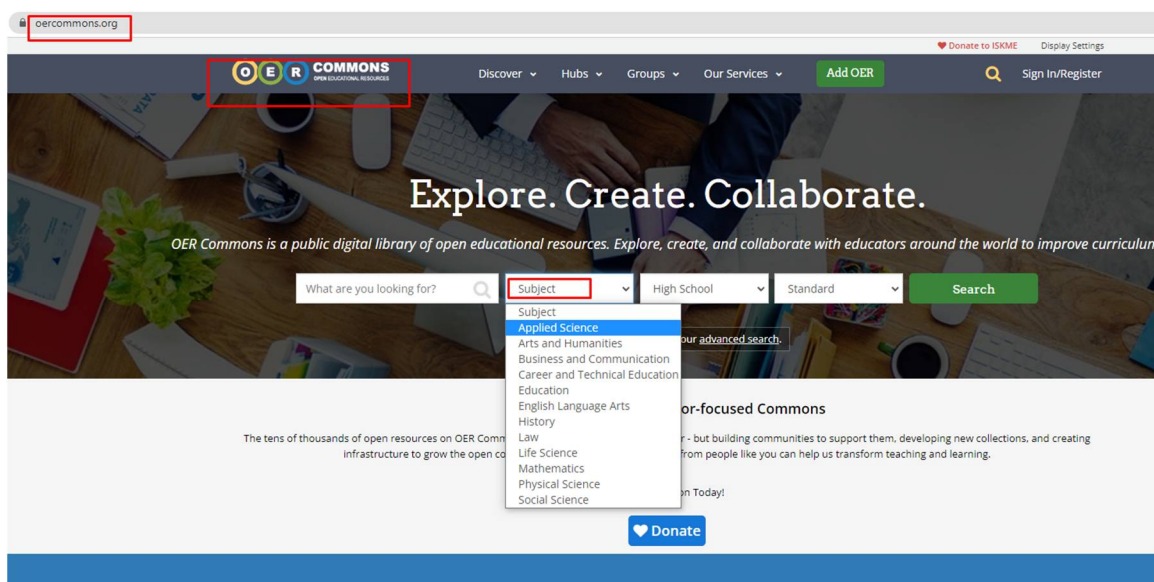 oercommons.org
Donate to ISKME Display Settings
OER COMMONS
OPEN EDUCATIONAL RESOURCES
Discover Hubs Groups Our Services Add OER Sign In/Register
DATA
Explore. Create. Collaborate.
OER Commons is a public digital library of open educational resources. Explore, create, and collaborate with educators around the world to improve curriculum
What are you looking for? Subject High School Standard Search
Subject
Applied Science
Arts and Humanities
our advanced search.
Business and Communication
Career and Technical Education
Education
English Language Arts
or-focused Commons
History
Law
The tens of thousands of open resources on OER Comm r - but building communities to support them, developing new collections, and creating
Life Science
infrastructure to grow the open co from people like you can help us transform teaching and learning.
Mathematics
Physical Science
on Today!
Social Science
Donate